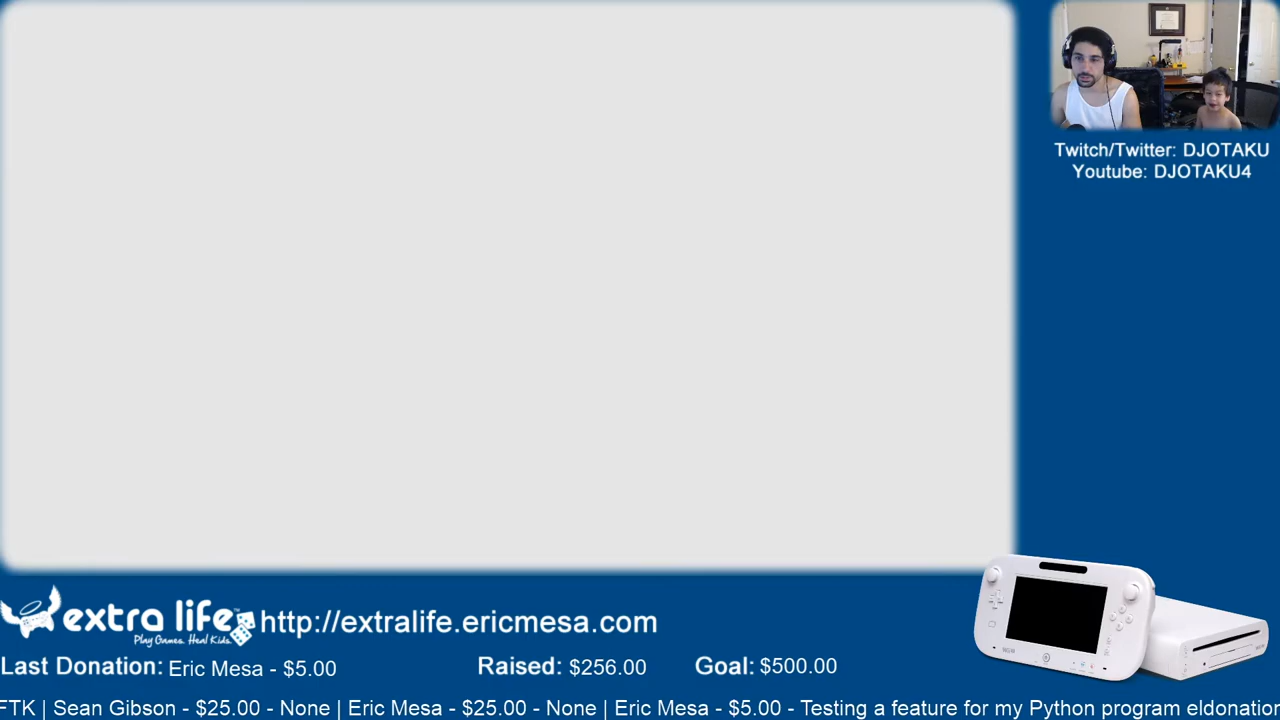 Twitch/Twitter: DJOTAKU
Youtube: DJOTAKU4
extra life
Play Games. Heal Kids.
http://extralife.ericmesa.com
Last Donation: Eric Mesa - $5.00 Raised: $256.00 Goal: $500.00
FTK | Sean Gibson - $25.00 - None | Eric Mesa - $25.00 - None | Eric Mesa - $5.00 - Testing a feature for my Python program eldonation